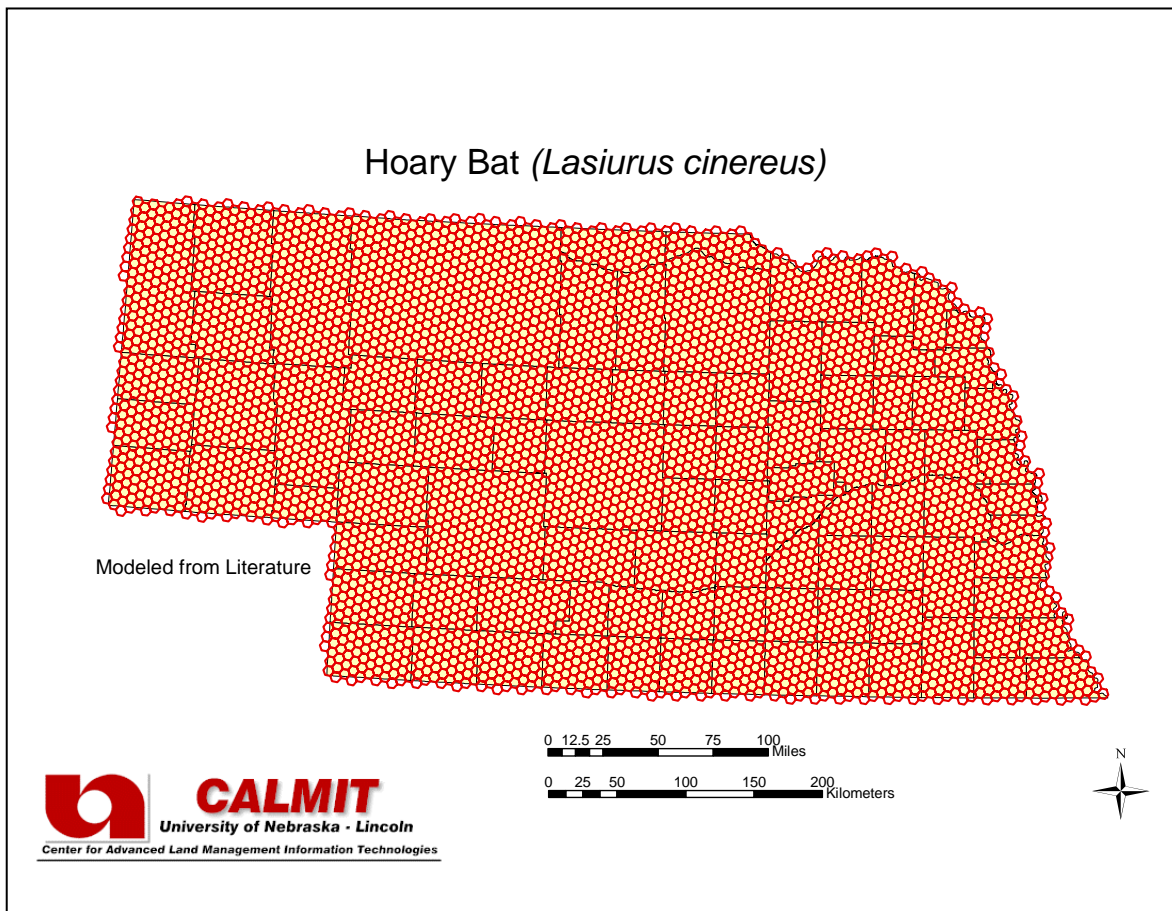 Hoary Bat (Lasiurus cinereus)
Modeled from Literature
0 12.5 25 50 75 100
Miles
0 25 50 100 150 200
Kilometers
N
CALMIT
University of Nebraska - Lincoln
Center for Advanced Land Management Information Technologies